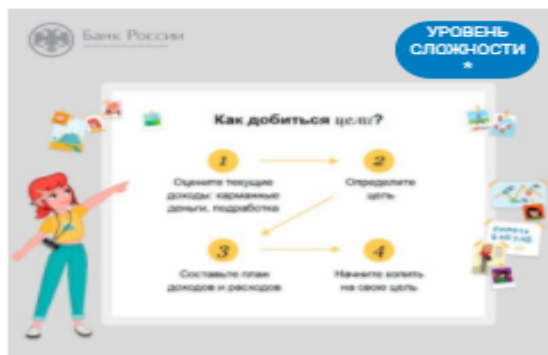 Банк России
УРОВЕНЬ
СЛОЖНОСТИ
*
Как добиться цели?
1
2
Оцените текущие
доходы: карманные
деньги, подработка
Определите
цель
3
4
Составьте план
доходов и расходов
Начните копить
на свою цель